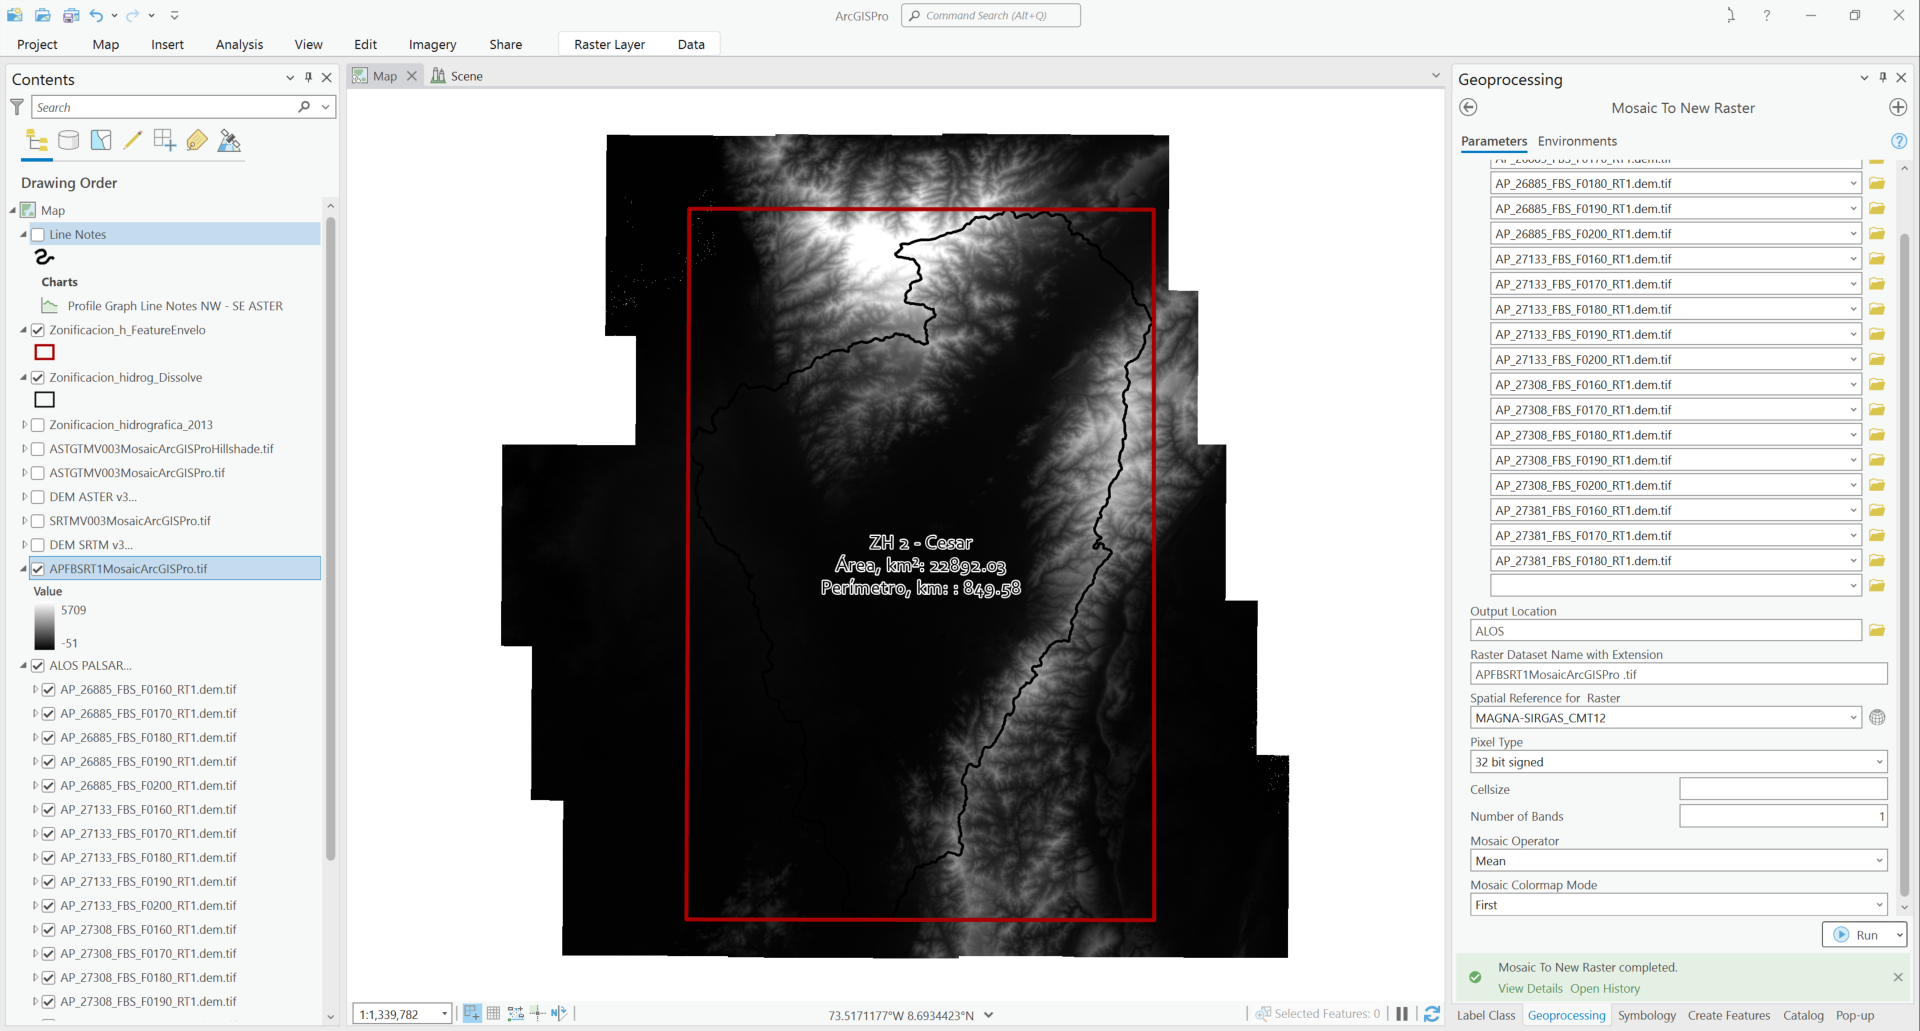 ArcGISPro
Command Search (Alt+Q)
Project
Map
Insert
Analysis
View
Edit
Imagery
Share
Raster Layer
Data
Contents
Search
Drawing Order
Map
Line Notes
Charts
Profile Graph Line Notes NW - SE ASTER
Zonificacion_h_FeatureEnvelo
Zonificacion_hidrog_Dissolve
Zonificacion_hidrografica_2013
ASTGTMV003MosaicArcGISProHillshade.tif
ASTGTMV003MosaicArcGISPro.tif
DEM ASTER v3...
SRTMV003MosaicArcGISPro.tif
DEM SRTM v3...
APFBSRT1MosaicArcGISPro.tif
Value
5709
-51
ALOS PALSAR...
AP_26885_FBS_F0160_RT1.dem.tif
AP_26885_FBS_F0170_RT1.dem.tif
AP_26885_FBS_F0180_RT1.dem.tif
AP_26885_FBS_F0190_RT1.dem.tif
AP_26885_FBS_F0200_RT1.dem.tif
AP_27133_FBS_F0160_RT1.dem.tif
AP_27133_FBS_F0170_RT1.dem.tif
AP_27133_FBS_F0180_RT1.dem.tif
AP_27133_FBS_F0190_RT1.dem.tif
AP_27133_FBS_F0200_RT1.dem.tif
AP_27308_FBS_F0160_RT1.dem.tif
AP_27308_FBS_F0170_RT1.dem.tif
AP_27308_FBS_F0180_RT1.dem.tif
AP_27308_FBS_F0190_RT1.dem.tif
Map
Scene
ZH 2 - Cesar
Área, km²: 22892.03
Perímetro, km: : 849.58
1:1,339,782
73.5171177°W 8.6934423°N
Selected Features: 0
Geoprocessing
Mosaic To New Raster
Parameters
Environments
AP_26885_FBS_F0170_RT1.dem.tif
AP_26885_FBS_F0180_RT1.dem.tif
AP_26885_FBS_F0190_RT1.dem.tif
AP_26885_FBS_F0200_RT1.dem.tif
AP_27133_FBS_F0160_RT1.dem.tif
AP_27133_FBS_F0170_RT1.dem.tif
AP_27133_FBS_F0180_RT1.dem.tif
AP_27133_FBS_F0190_RT1.dem.tif
AP_27133_FBS_F0200_RT1.dem.tif
AP_27308_FBS_F0160_RT1.dem.tif
AP_27308_FBS_F0170_RT1.dem.tif
AP_27308_FBS_F0180_RT1.dem.tif
AP_27308_FBS_F0190_RT1.dem.tif
AP_27308_FBS_F0200_RT1.dem.tif
AP_27381_FBS_F0160_RT1.dem.tif
AP_27381_FBS_F0170_RT1.dem.tif
AP_27381_FBS_F0180_RT1.dem.tif
Output Location
ALOS
Raster Dataset Name with Extension
APFBSRT1MosaicArcGISPro .tif
Spatial Reference for Raster
MAGNA-SIRGAS_CMT12
Pixel Type
32 bit signed
Cellsize
Number of Bands
1
Mosaic Operator
Mean
Mosaic Colormap Mode
First
Run
Mosaic To New Raster completed.
View Details Open History
Label Class
Geoprocessing
Symbology
Create Features
Catalog
Pop-up